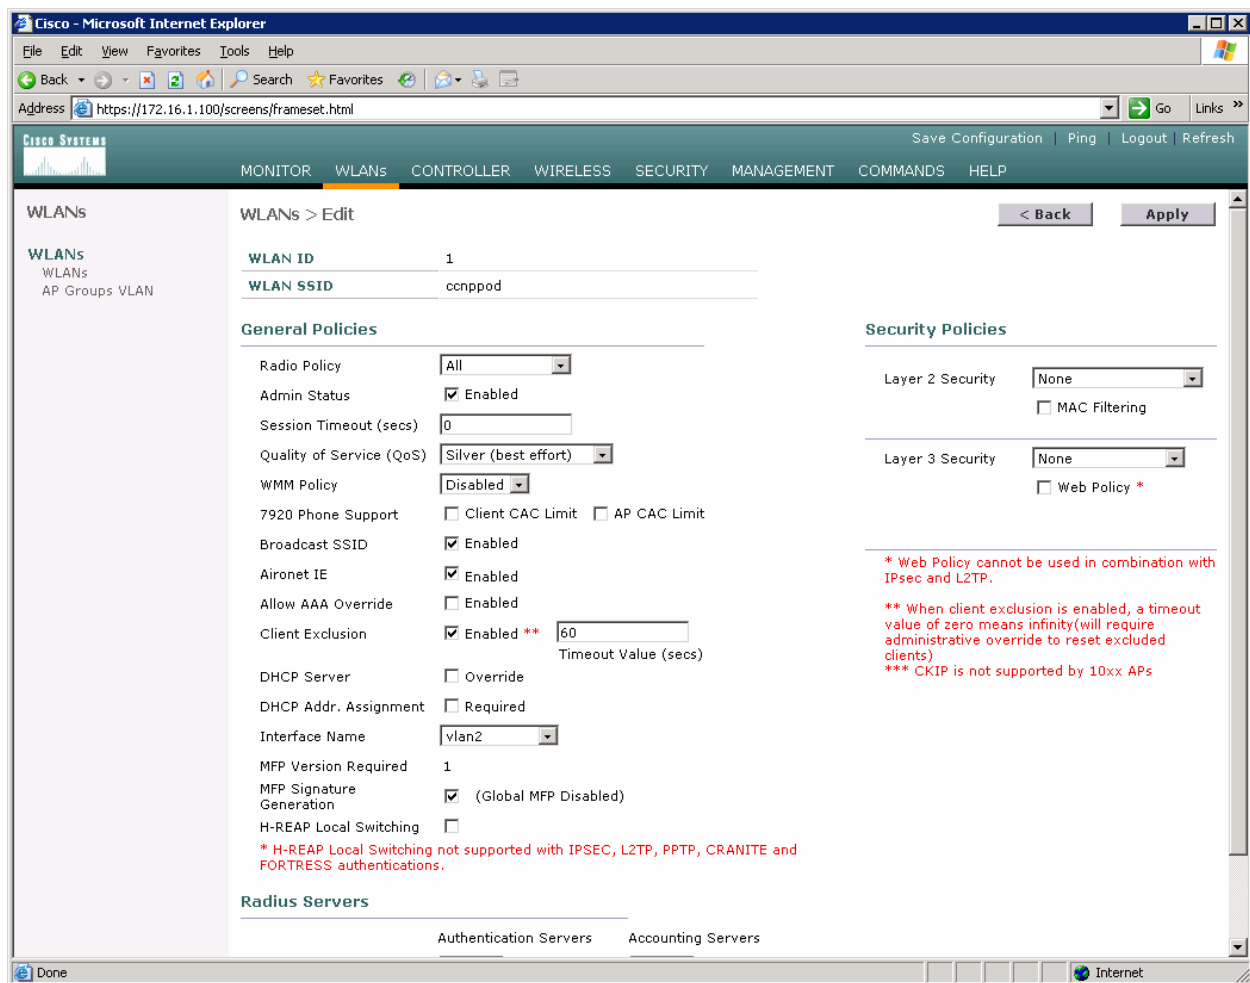 Cisco - Microsoft Internet Explorer
File Edit View Favorites Tools Help
Back Search Favorites
Address https://172.16.1.100/screens/frameset.html Go Links »
CISCO SYSTEMS
Save Configuration | Ping | Logout | Refresh
MONITOR WLANs CONTROLLER WIRELESS SECURITY MANAGEMENT COMMANDS HELP
WLANs
WLANs
WLANs
AP Groups VLAN
WLANs > Edit
< Back Apply
WLAN ID 1
WLAN SSID ccnppod
General Policies
Radio Policy All
Admin Status Enabled
Session Timeout (secs) 0
Quality of Service (QoS) Silver (best effort)
WMM Policy Disabled
7920 Phone Support Client CAC Limit AP CAC Limit
Broadcast SSID Enabled
Aironet IE Enabled
Allow AAA Override Enabled
Client Exclusion Enabled ** 60
Timeout Value (secs)
DHCP Server Override
DHCP Addr. Assignment Required
Interface Name vlan2
MFP Version Required 1
MFP Signature
Generation (Global MFP Disabled)
H-REAP Local Switching
* H-REAP Local Switching not supported with IPSEC, L2TP, PPTP, CRANITE and
FORTRESS authentications.
Security Policies
Layer 2 Security None
MAC Filtering
Layer 3 Security None
Web Policy *
* Web Policy cannot be used in combination with
IPsec and L2TP.
** When client exclusion is enabled, a timeout
value of zero means infinity(will require
administrative override to reset excluded
clients)
*** CKIP is not supported by 10xx APs
Radius Servers
Authentication Servers Accounting Servers
Done Internet